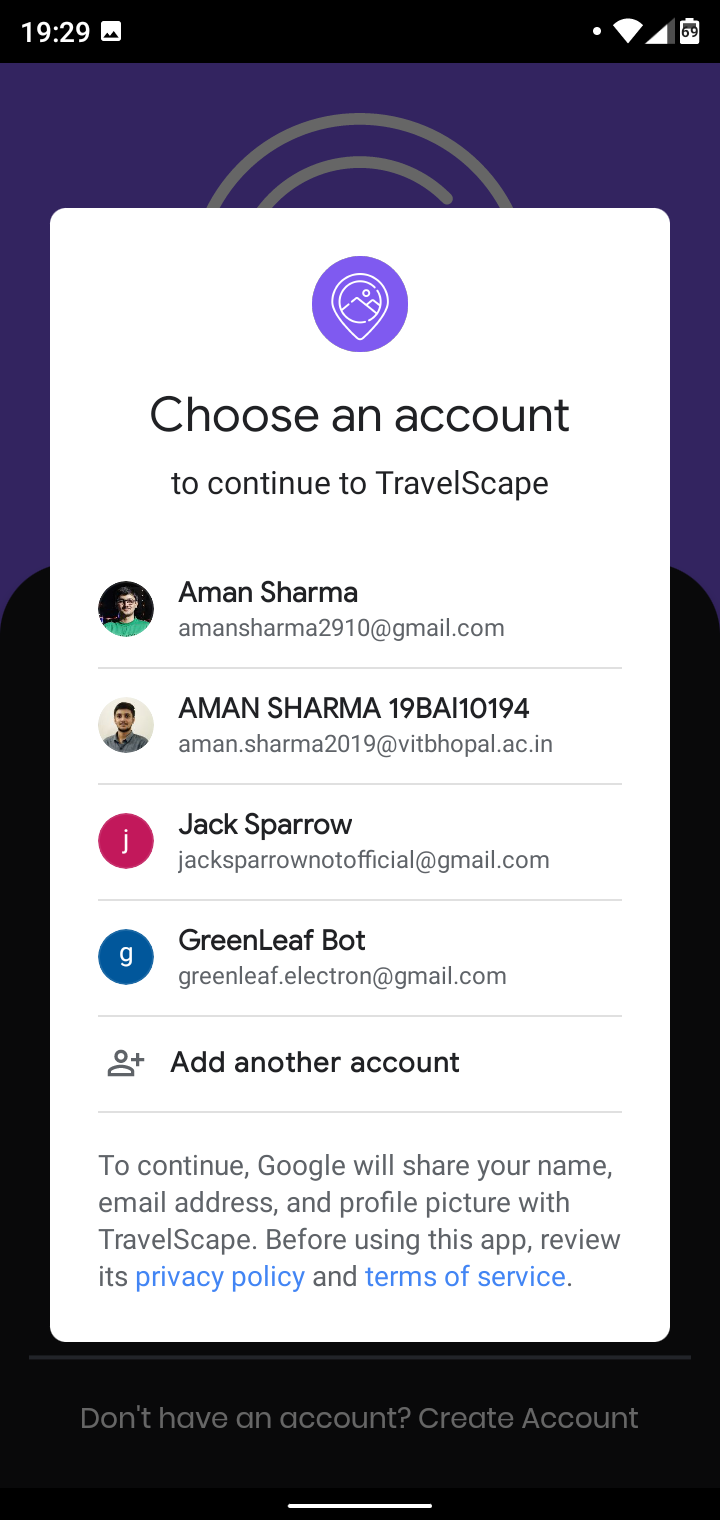 19:29
69
Choose an account
to continue to TravelScape
Aman Sharma
amansharma2910@gmail.com
AMAN SHARMA 19BAI10194
aman.sharma2019@vitbhopal.ac.in
j
Jack Sparrow
jacksparrownotofficial@gmail.com
g
GreenLeaf Bot
greenleaf.electron@gmail.com
Add another account
To continue, Google will share your name,
email address, and profile picture with
TravelScape. Before using this app, review
its privacy policy and terms of service.
Don't have an account? Create Account